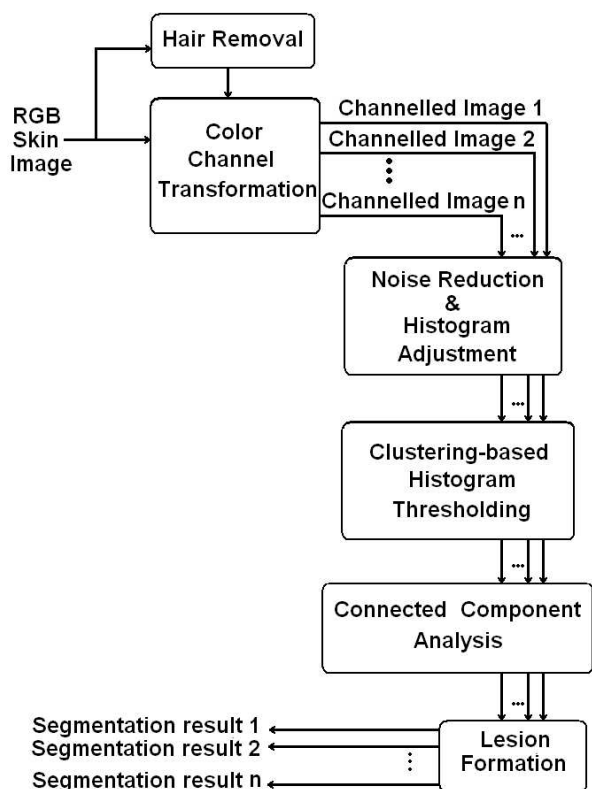 Hair Removal
RGB
Skin
Image
Color
Channel
Transformation
Channelled Image 1
Channelled Image 2
Channelled Image n
...
Noise Reduction
&
Histogram
Adjustment
...
Clustering-based
Histogram
Thresholding
...
Connected Component
Analysis
...
Lesion
Formation
Segmentation result 1
Segmentation result 2
Segmentation result n